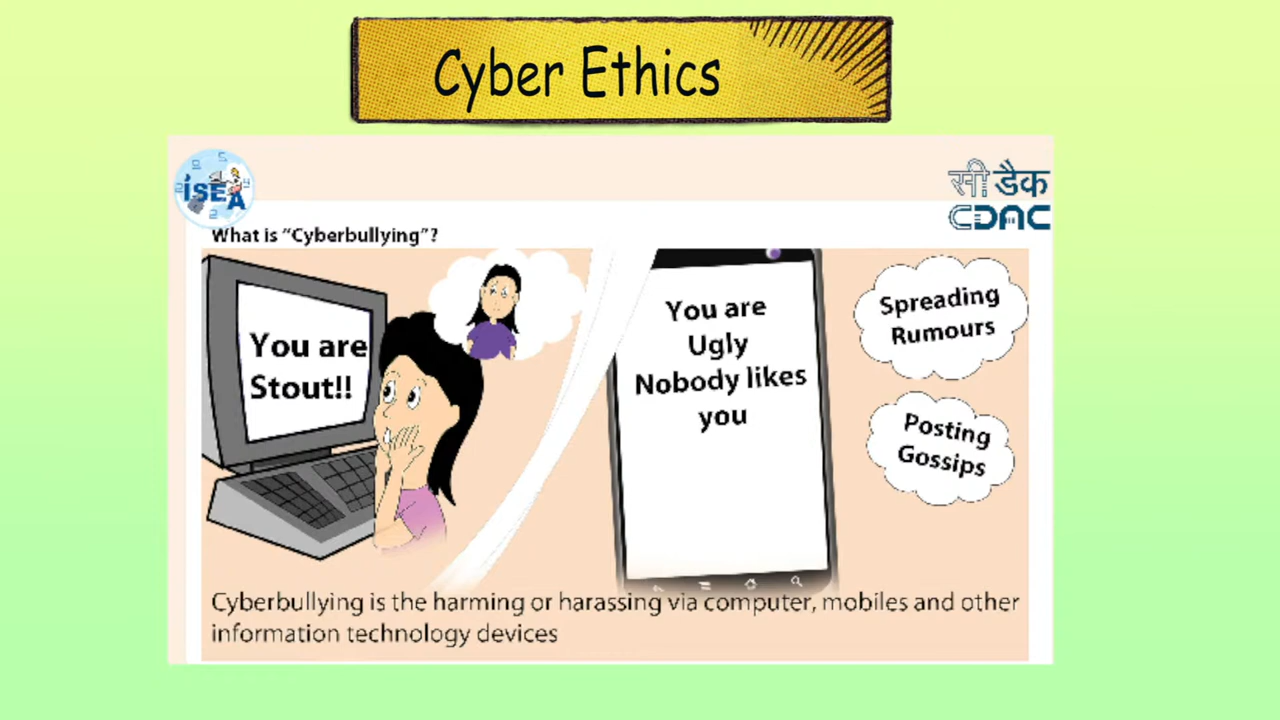 Cyber Ethics
ISEA
सी डैक
CDAC
What is “Cyberbullying”?
You are
Stout!!
You are
Ugly
Nobody likes
you
Spreading
Rumours
Posting
Gossips
Cyberbullying is the harming or harassing via computer, mobiles and other
information technology devices